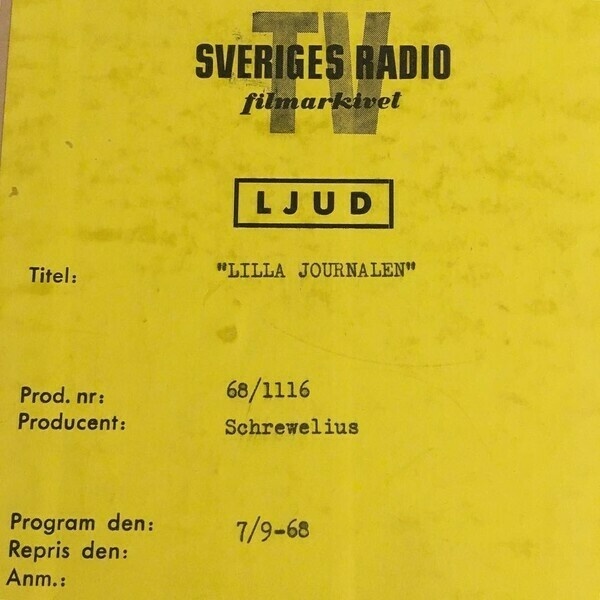 TV
SVERIGES RADIO
filmarkivet
LJUD
Titel: "LILLA JOURNALEN"
Prod. nr: 68/1116
Producent: Schrewelius
Program den: 7/9-68
Repris den:
Anm.: